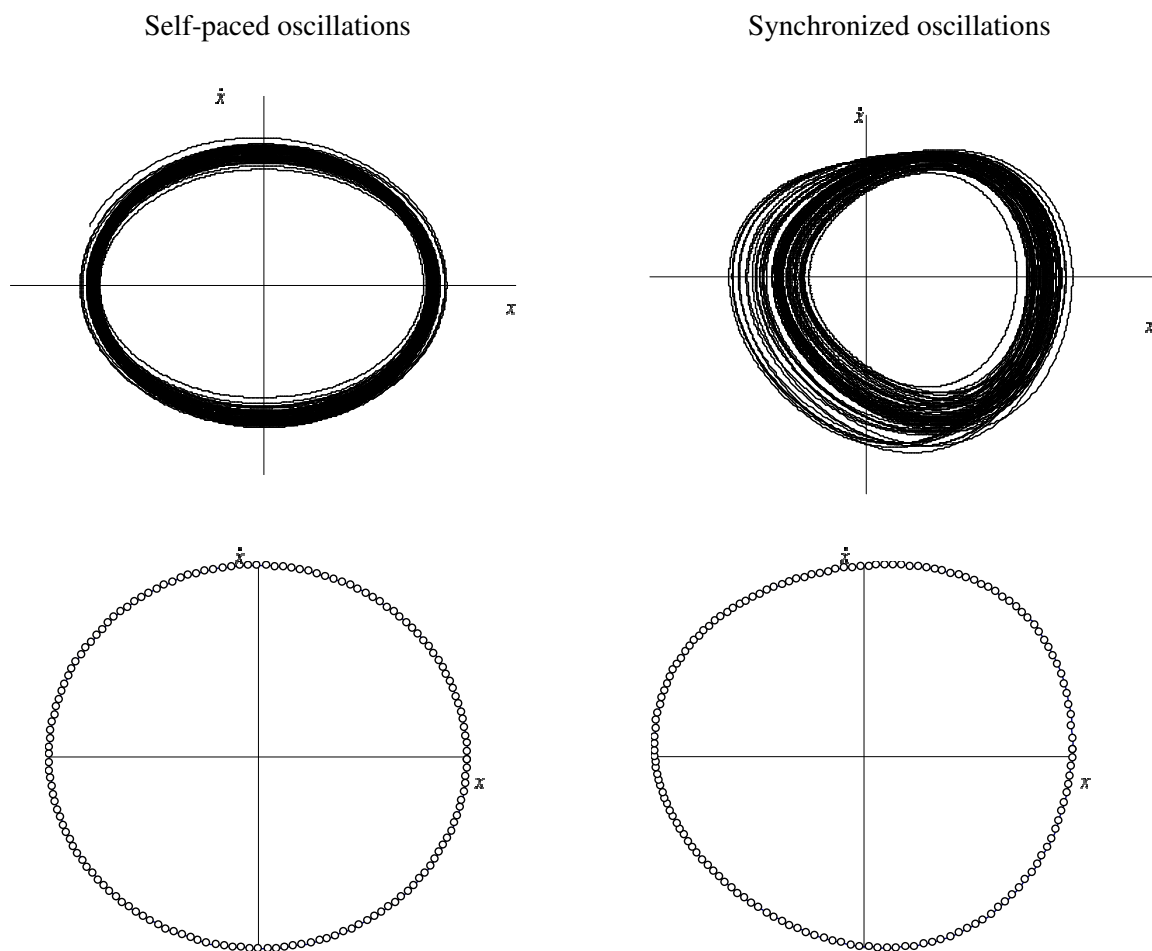 Self-paced oscillations
Synchronized oscillations
ẋ
ẋ
x
x
ẋ
ẋ
x
x